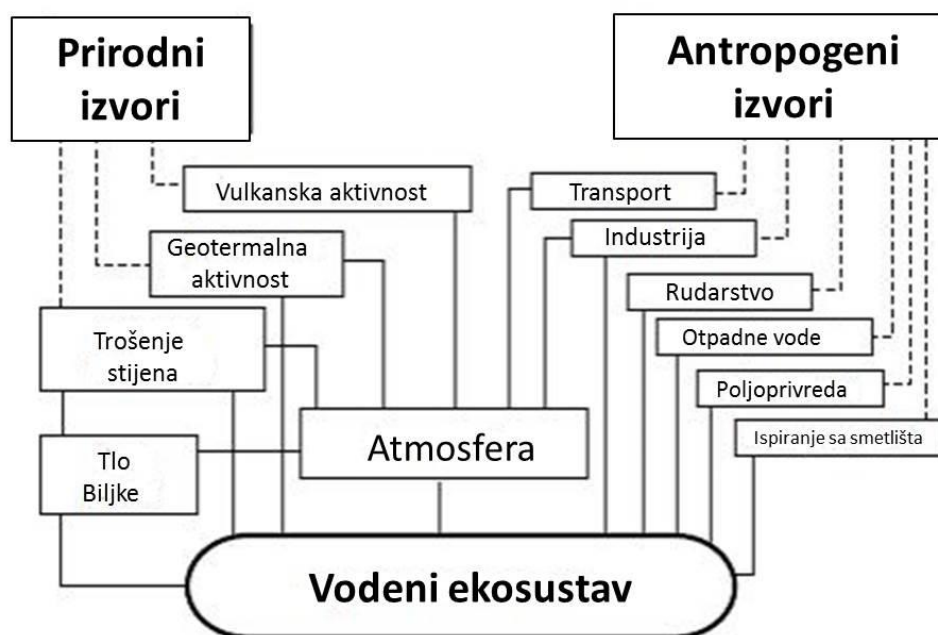 Prirodni
izvori
Antropogeni
izvori
Vulkanska aktivnost
Transport
Geotermalna
aktivnost
Industrija
Rudarstvo
Trošenje
stijena
Otpadne vode
Poljoprivreda
Atmosfera
Ispiranje sa smetlišta
Tlo
Biljke
Vodeni ekosustav